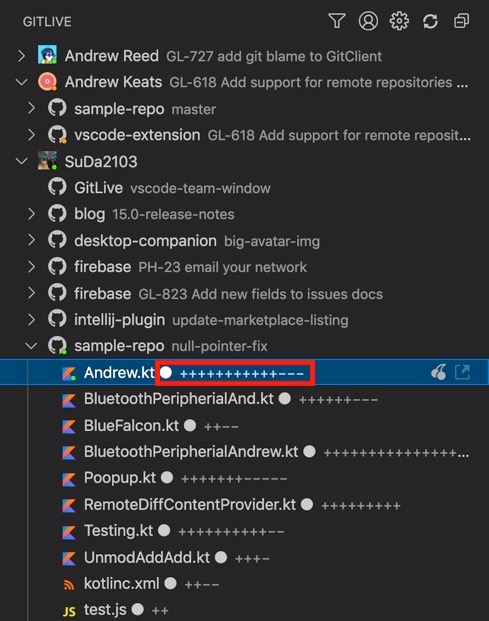 GITLIVE
Andrew Reed GL-727 add git blame to GitClient
Andrew Keats GL-618 Add support for remote repositories ...
sample-repo master
vscode-extension GL-618 Add support for remote reposit...
SuDa2103
GitLive vscode-team-window
blog 15.0-release-notes
desktop-companion big-avatar-img
firebase PH-23 email your network
firebase GL-823 Add new fields to issues docs
intellij-plugin update-marketplace-listing
sample-repo null-pointer-fix
Andrew.kt ● +++++++++++---
BluetoothPeripherialAnd.kt ● ++++++---
BlueFalcon.kt ● ++--
BluetoothPeripherialAndrew.kt ● +++++++++++++++...
Poopup.kt ● +++++++-----
RemoteDiffContentProvider.kt ● +++++++++
Testing.kt ● ++++++++++--
UnmodAddAdd.kt ● +++-
kotlinc.xml ● ++--
JS test.js ● ++